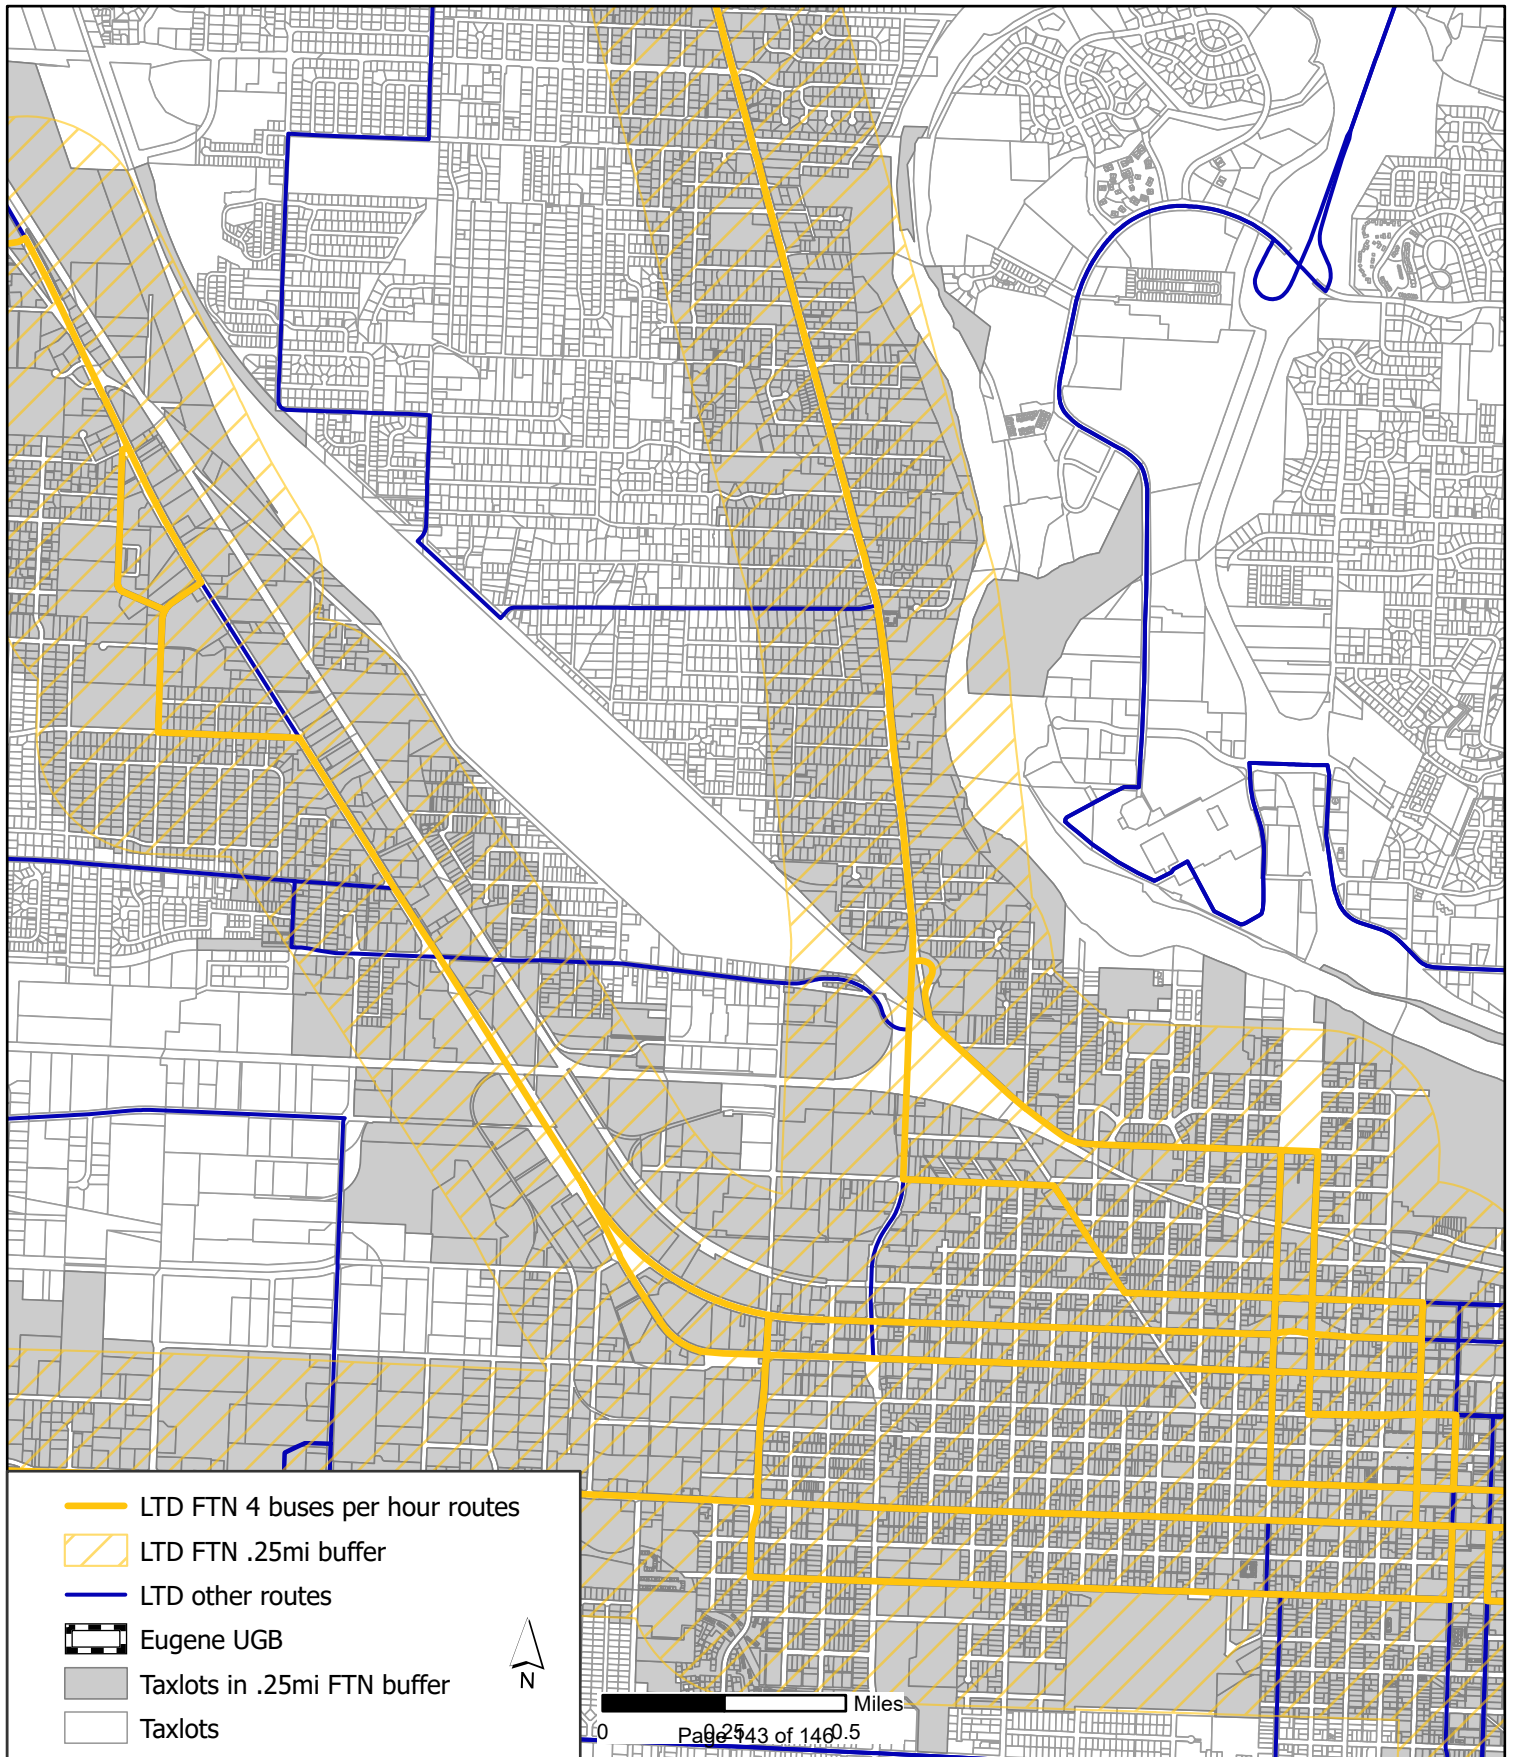 LTD FTN 4 buses per hour routes
LTD FTN .25mi buffer
LTD other routes
Eugene UGB
Taxlots in .25mi FTN buffer
Taxlots
N
Miles
0 0.25 0.5
Page 143 of 146